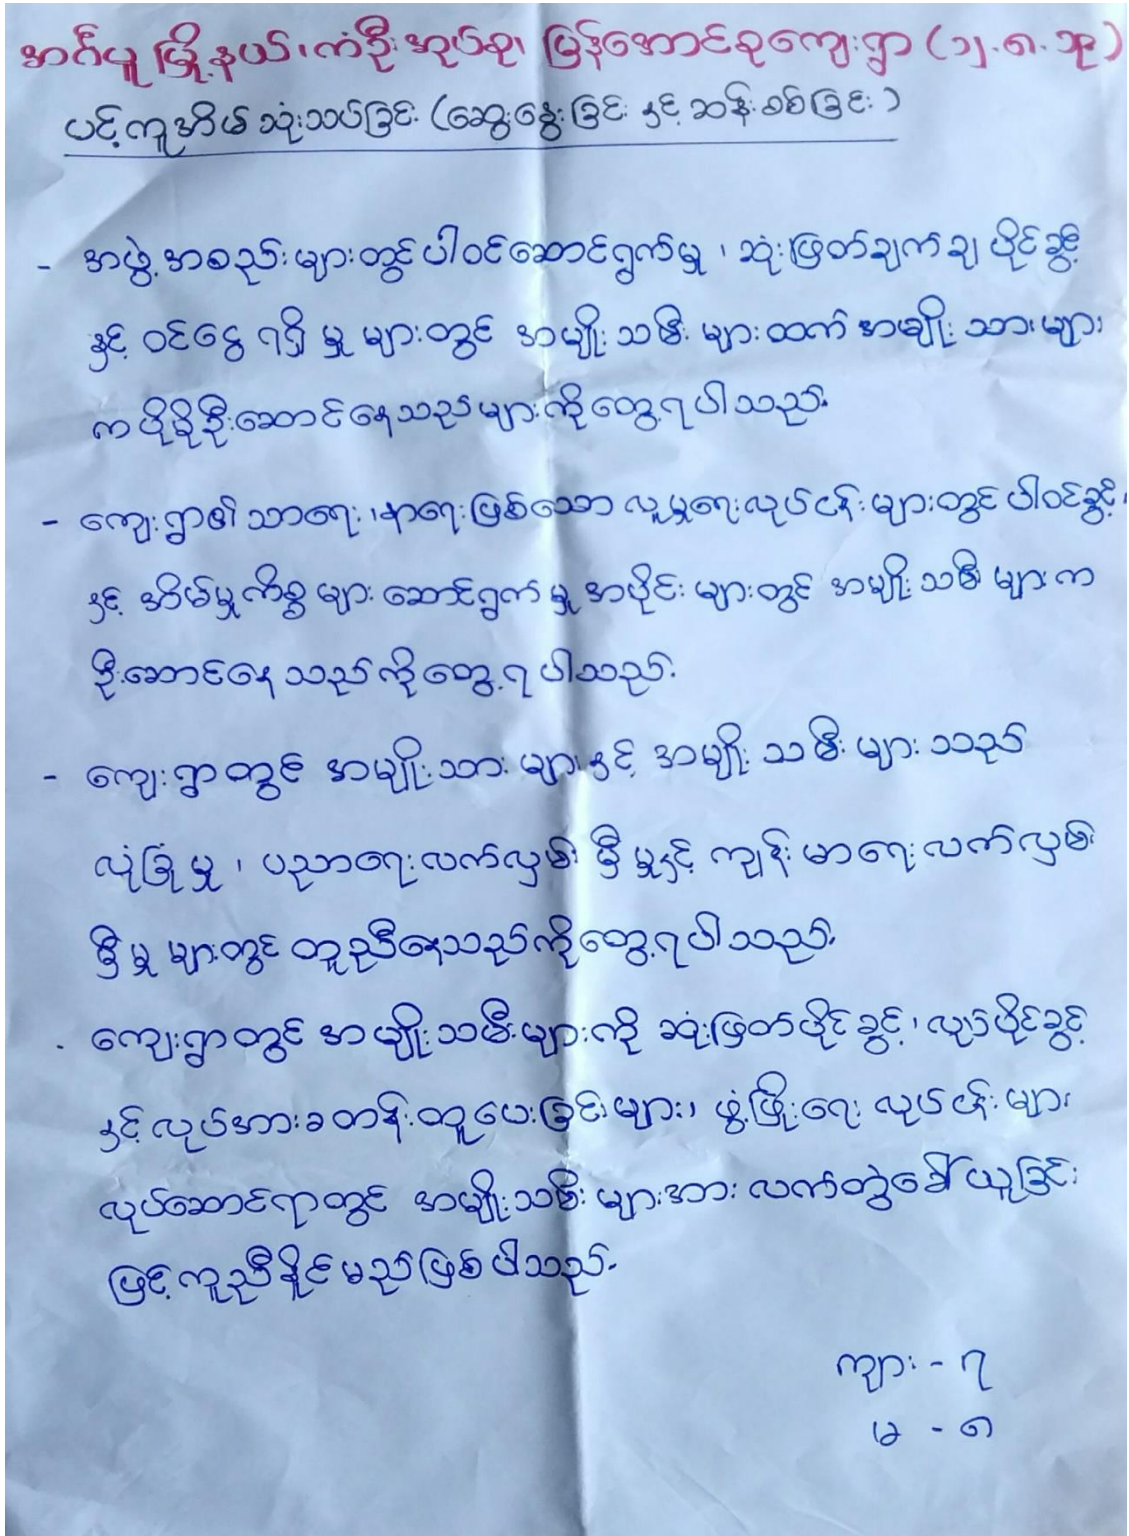 အင်္ဂပူမြို့နယ်၊ ကံဦးအုပ်စု၊ မြန်အောင်စုကျေးရွာ (၁၂.၈.၁၉)
ပင့်ကူအိမ်သုံးသပ်ခြင်း (ဆွေးနွေးခြင်း နှင့် ဆန်းစစ်ခြင်း)
- အဖွဲ့အစည်းများတွင်ပါဝင်ဆောင်ရွက်မှု၊ ဆုံးဖြတ်ချက်ချပိုင်ခွင့်
နှင့် ဝင်ငွေရရှိမှုများတွင် အမျိုးသမီးများထက် အမျိုးသားများ
ကပိုမိုဦးဆောင်နေသည်များကိုတွေ့ရပါသည်.
- ကျေးရွာ၏သာရေး၊နာရေးဖြစ်သော လူမှုရေးလုပ်ငန်းများတွင် ပါဝင်ခွင့်၊
နှင့် အိမ်မှုကိစ္စများ ဆောင်ရွက်မှုအပိုင်းများတွင် အမျိုးသမီးများက
ဦးဆောင်နေသည်ကိုတွေ့ရပါသည်.
- ကျေးရွာတွင် အမျိုးသားများနှင့် အမျိုးသမီးများသည်
လုံခြုံမှု၊ ပညာရေးလက်လှမ်းမှီမှုနှင့် ကျန်းမာရေးလက်လှမ်း
မှီမှုများတွင် တူညီနေသည်ကိုတွေ့ရပါသည်.
. ကျေးရွာတွင် အမျိုးသမီးများကို ဆုံးဖြတ်ပိုင်ခွင့်၊ လုပ်ပိုင်ခွင့်
နှင့် လုပ်အားခတန်းတူပေးခြင်းများ၊ ဖွံ့ဖြိုးရေး လုပ်ငန်းများ
လုပ်ဆောင်ရာတွင် အမျိုးသမီးများအား လက်တွဲခေါ်ယူခြင်း
ဖြင့်ကူညီနိုင်မည်ဖြစ်ပါသည်.
ကျား - ၇
မ - ၈